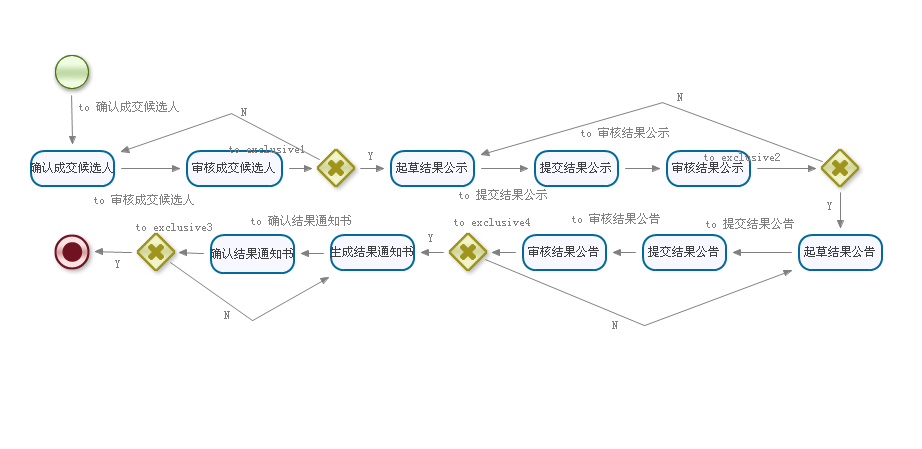 to 确认成交候选人
N
N
to 审核结果公示
to exclusive1
Y
to exclusive2
确认成交候选人
审核成交候选人
起草结果公示
提交结果公示
审核结果公示
to 审核成交候选人
to 提交结果公示
Y
to exclusive3
to 确认结果通知书
to exclusive4
to 审核结果公告
to 提交结果公告
Y
Y
确认结果通知书
生成结果通知书
审核结果公告
提交结果公告
起草结果公告
N
N